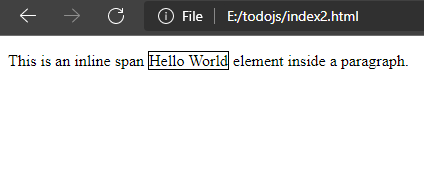 File E:/todojs/index2.html
This is an inline span Hello World element inside a paragraph.